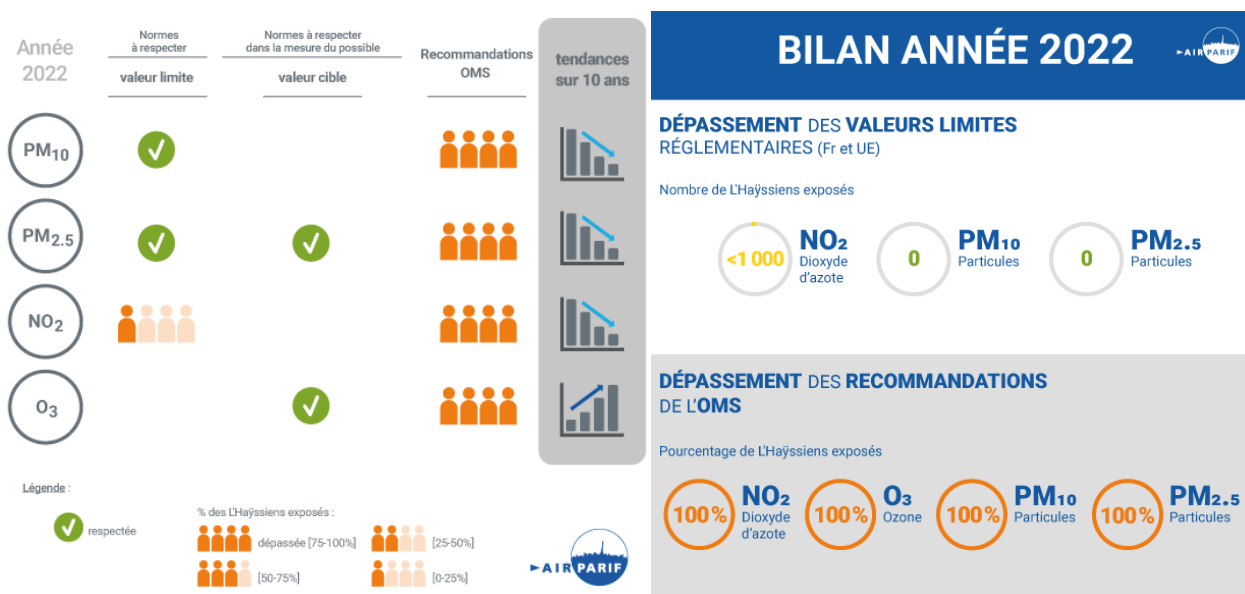 Année
2022
Normes
à respecter
valeur limite
Normes à respecter
dans la mesure du possible
valeur cible
Recommandations
OMS
tendances
sur 10 ans
PM10
PM2.5
NO2
O3
Légende :
respectée
% des L'Haÿssiens exposés :
dépassée [75-100%]
[25-50%]
[50-75%]
[0-25%]
AIRPARIF
BILAN ANNÉE 2022
AIRPARIF
DÉPASSEMENT DES VALEURS LIMITES
RÉGLEMENTAIRES (Fr et UE)
Nombre de L'Haÿssiens exposés
<1 000
NO2
Dioxyde
d'azote
0
PM10
Particules
0
PM2.5
Particules
DÉPASSEMENT DES RECOMMANDATIONS
DE L'OMS
Pourcentage de L'Haÿssiens exposés
100%
NO2
Dioxyde
d'azote
100%
O3
Ozone
100%
PM10
Particules
100%
PM2.5
Particules